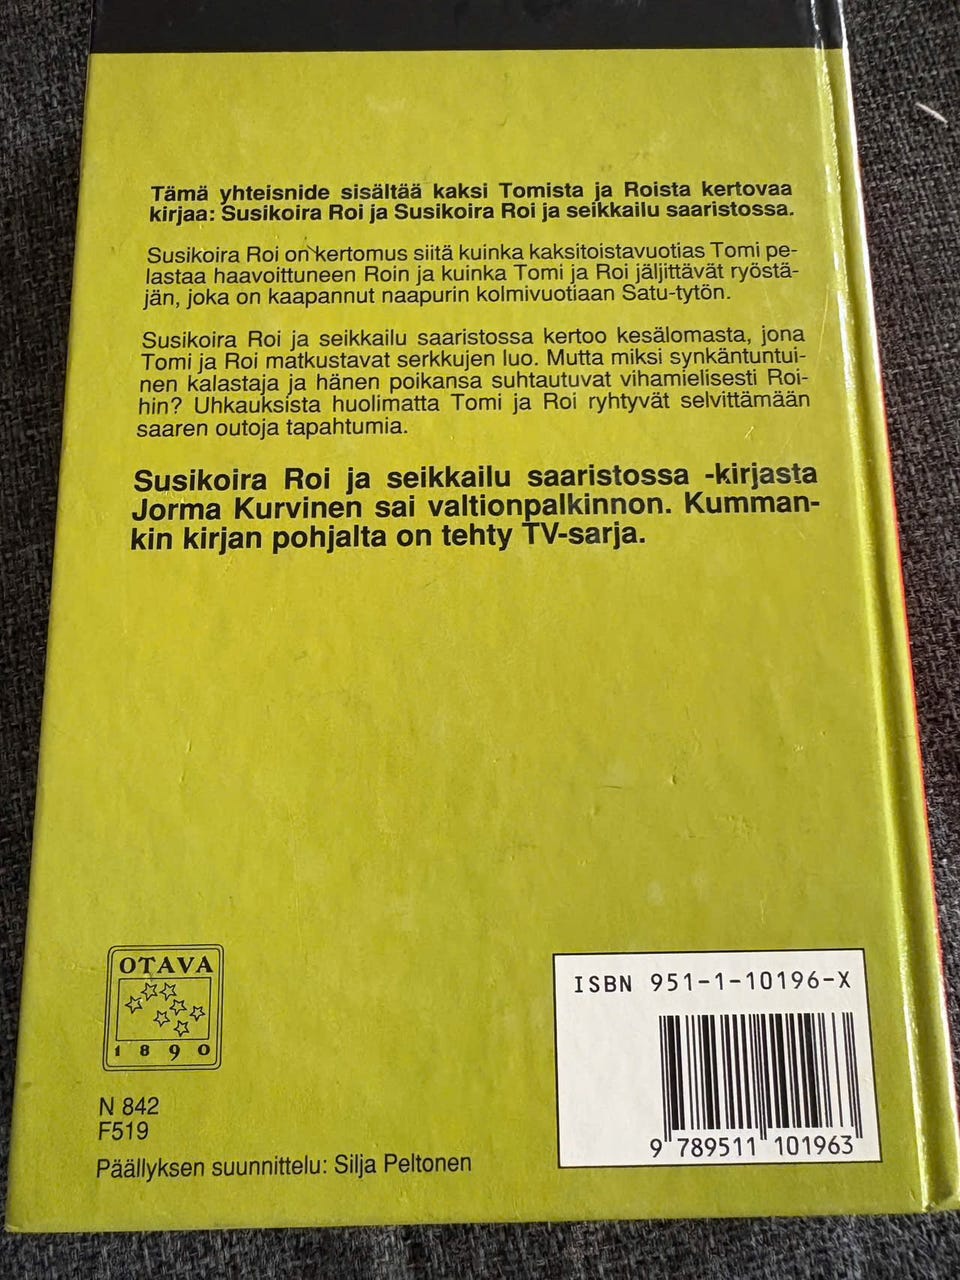 Tämä yhteisnide sisältää kaksi Tomista ja Roista kertovaa
kirjaa: Susikoira Roi ja Susikoira Roi ja seikkailu saaristossa.
Susikoira Roi on kertomus siitä kuinka kaksitoistavuotias Tomi pe-
lastaa haavoittuneen Roin ja kuinka Tomi ja Roi jäljittävät ryöstä-
jän, joka on kaapannut naapurin kolmivuotiaan Satu-tytön.
Susikoira Roi ja seikkailu saaristossa kertoo kesälomasta, jona
Tomi ja Roi matkustavat serkkujen luo. Mutta miksi synkäntuntui-
nen kalastaja ja hänen poikansa suhtautuvat vihamielisesti Roi-
hin? Uhkauksista huolimatta Tomi ja Roi ryhtyvät selvittämään
saaren outoja tapahtumia.
Susikoira Roi ja seikkailu saaristossa -kirjasta
Jorma Kurvinen sai valtionpalkinnon. Kumman-
kin kirjan pohjalta on tehty TV-sarja.
OTAVA
1890
N 842
F519
Päällyksen suunnittelu: Silja Peltonen
ISBN 951-1-10196-X
9 789511 101963